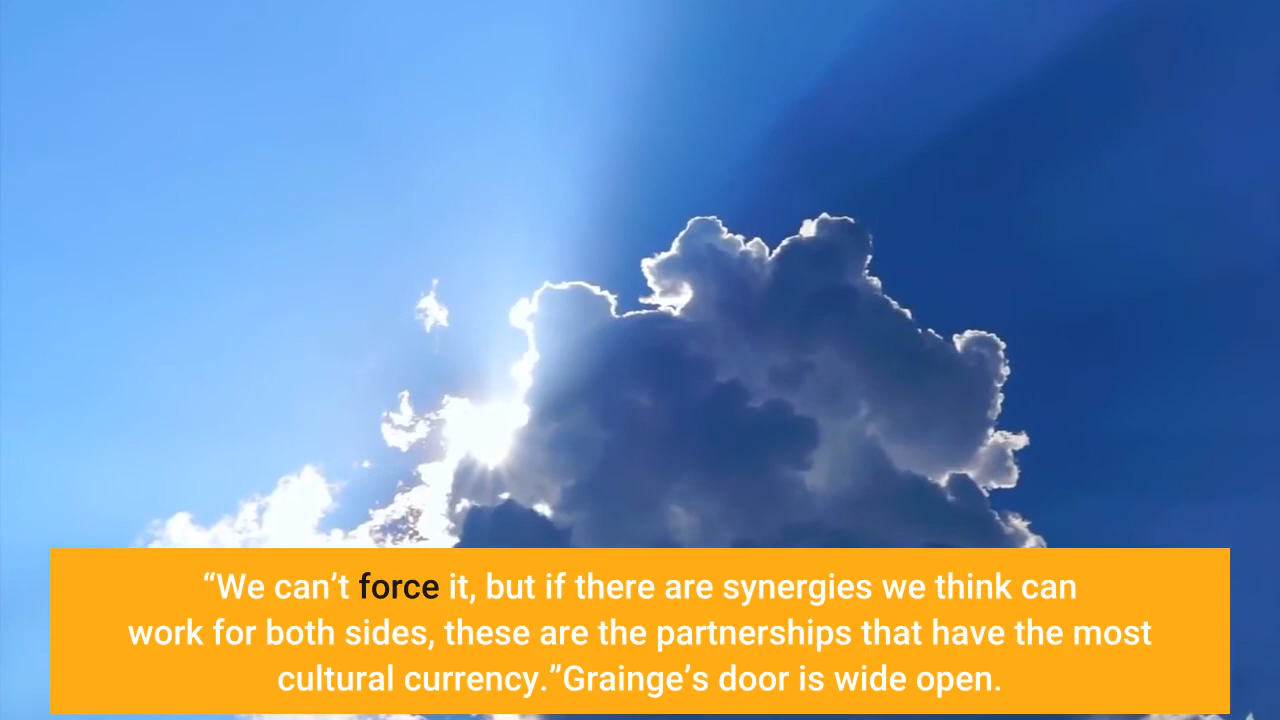 “We can’t force it, but if there are synergies we think can
work for both sides, these are the partnerships that have the most
cultural currency.”Grainge’s door is wide open.